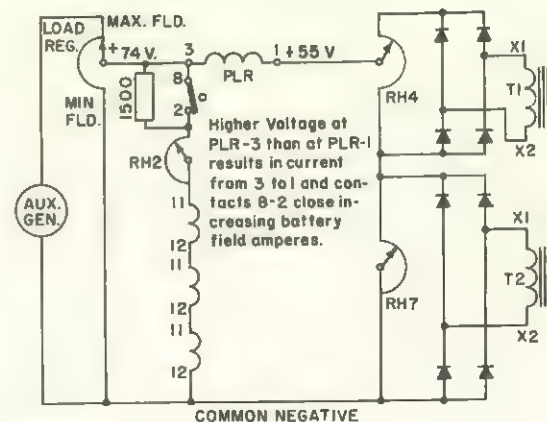 MAX. FLD.
LOAD
REG.
+ 74 V.
3
1
+ 55 V
PLR
8
2
1500
MIN
FLD.
RH2
Higher Voltage at
PLR-3 than at PLR-1
results in current
from 3 to 1 and con-
tacts 8-2 close in-
creasing battery
field amperes.
RH4
X1
T1
X2
AUX.
GEN.
11
12
11
12
11
12
RH7
X1
T2
X2
COMMON NEGATIVE